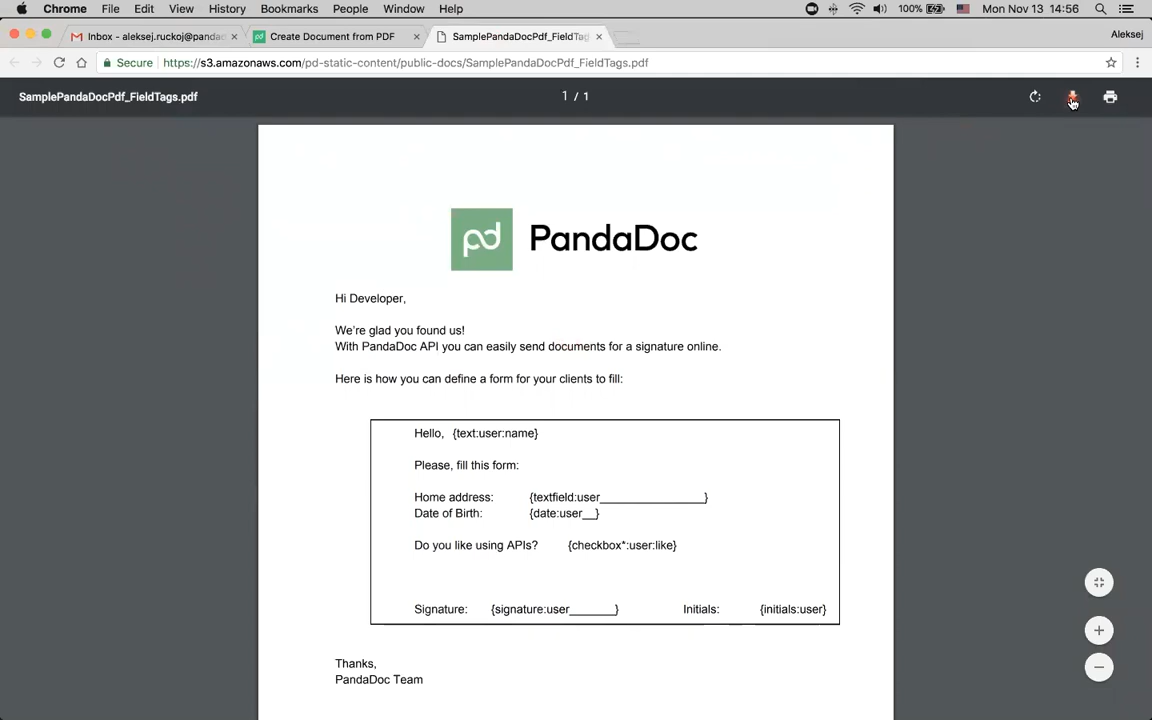 Chrome File Edit View History Bookmarks People Window Help 100% Mon Nov 13 14:56
Inbox - aleksej.ruckoj@panda Create Document from PDF SamplePandaDocPdf_FieldTag Aleksej
Secure https://s3.amazonaws.com/pd-static-content/public-docs/SamplePandaDocPdf_FieldTags.pdf
SamplePandaDocPdf_FieldTags.pdf 1 / 1
pd PandaDoc
Hi Developer,
We're glad you found us!
With PandaDoc API you can easily send documents for a signature online.
Here is how you can define a form for your clients to fill:
Hello, {text:user:name}
Please, fill this form:
Home address: {textfield:user________________}
Date of Birth: {date:user__}
Do you like using APIs? {checkbox*:user:like}
Signature: {signature:user_______} Initials: {initials:user}
Thanks,
PandaDoc Team